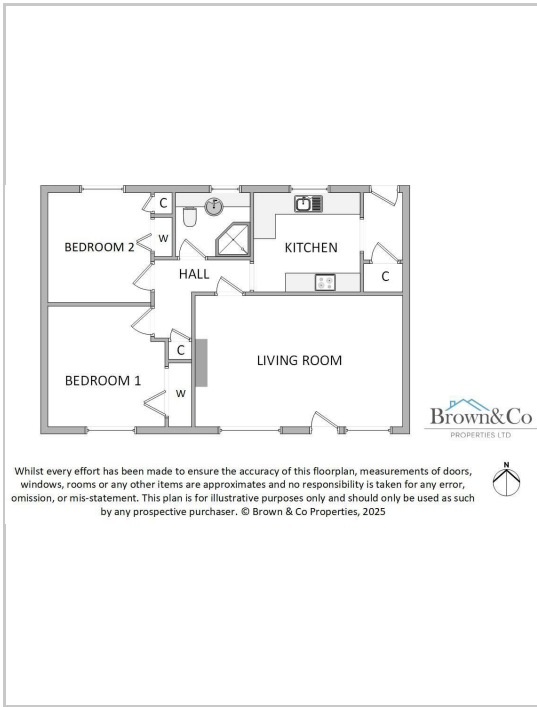 C
BEDROOM 2
W
HALL
KITCHEN
C
C
LIVING ROOM
BEDROOM 1
W
Brown&Co
PROPERTIES LTD
N
Whilst every effort has been made to ensure the accuracy of this floorplan, measurements of doors,
windows, rooms or any other items are approximates and no responsibility is taken for any error,
omission, or mis-statement. This plan is for illustrative purposes only and should only be used as such
by any prospective purchaser. © Brown & Co Properties, 2025